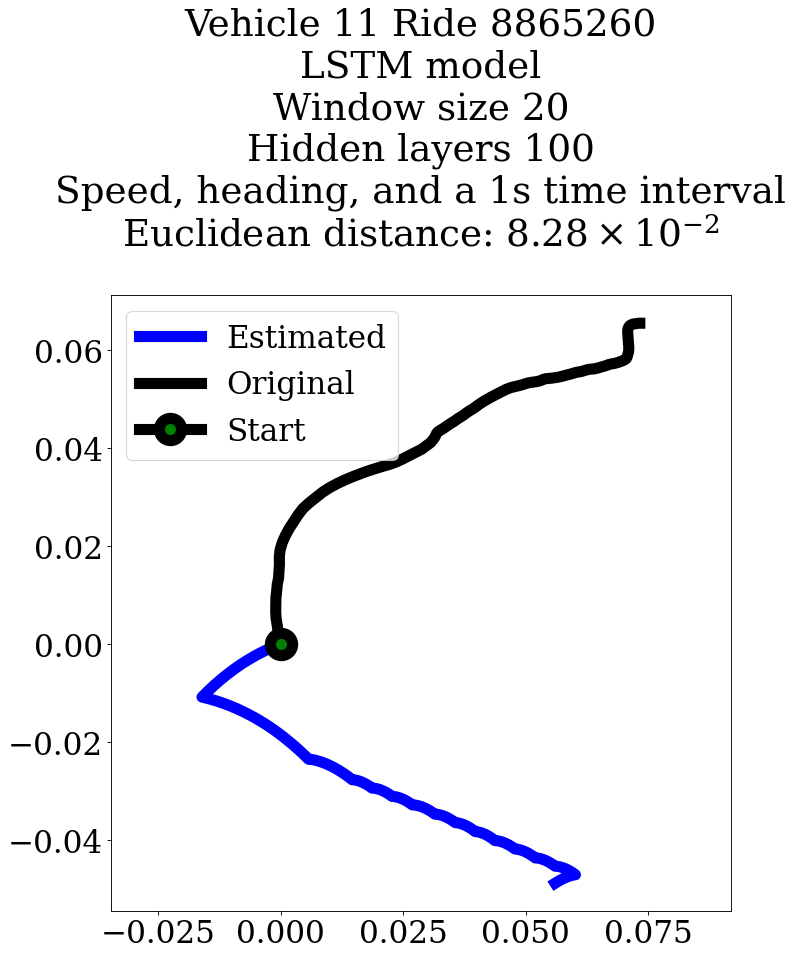 Vehicle 11 Ride 8865260
LSTM model
Window size 20
Hidden layers 100
Speed, heading, and a 1s time interval
Euclidean distance: 8.28 × 10⁻²
Estimated
Original
Start
0.06
0.04
0.02
0.00
−0.02
−0.04
−0.025 0.000 0.025 0.050 0.075